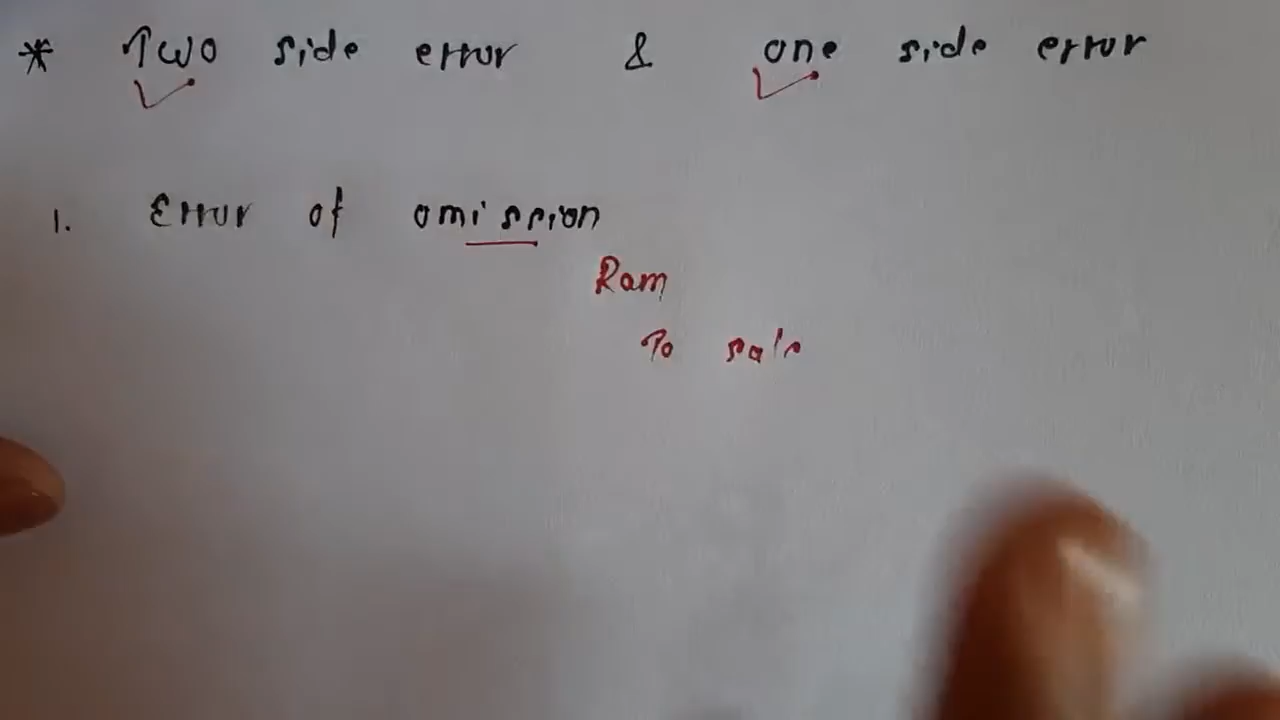 * Two side error & one side error
1. Error of omission
Ram
To sale